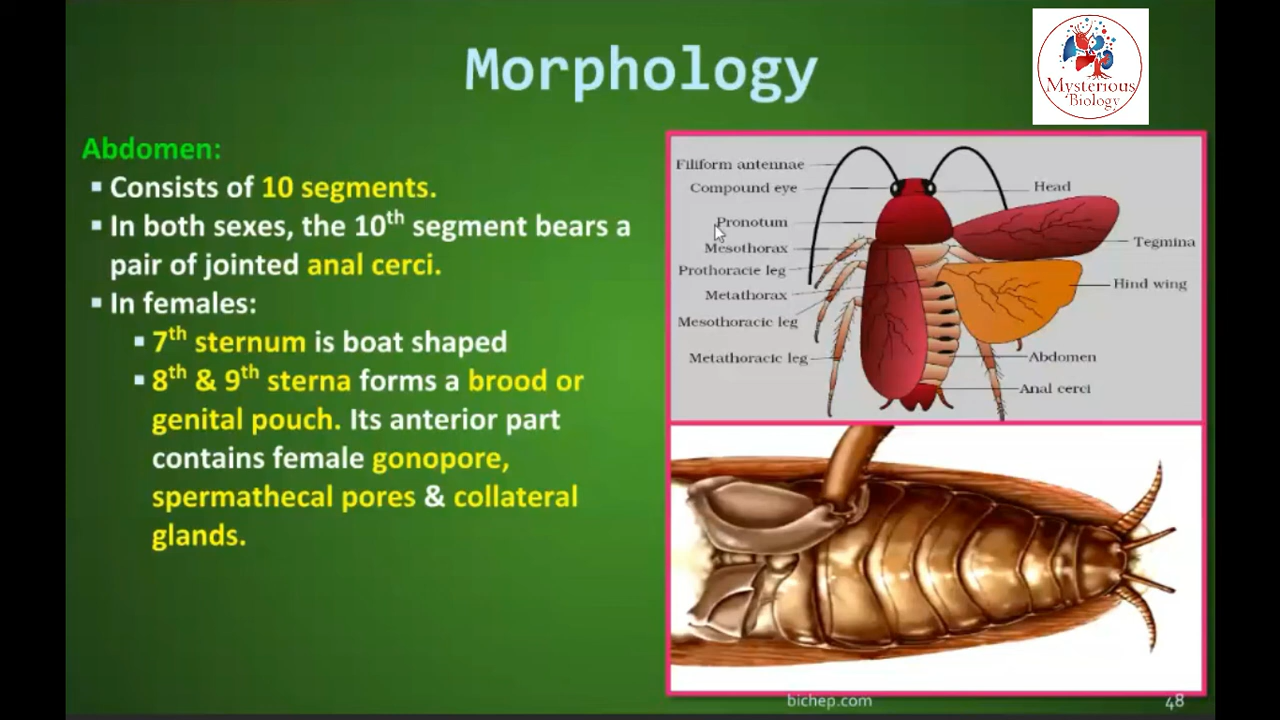 Morphology
Mysterious
Biology
Abdomen:
▪ Consists of 10 segments.
▪ In both sexes, the 10th segment bears a
pair of jointed anal cerci.
▪ In females:
▪ 7th sternum is boat shaped
▪ 8th & 9th sterna forms a brood or
genital pouch. Its anterior part
contains female gonopore,
spermathecal pores & collateral
glands.
Filiform antennae
Compound eye
Pronotum
Mesothorax
Prothoracie leg
Metathorax
Mesothoracic leg
Metathoracic leg
Head
Tegmina
Hind wing
Abdomen
Anal cerci
bichep.com
48